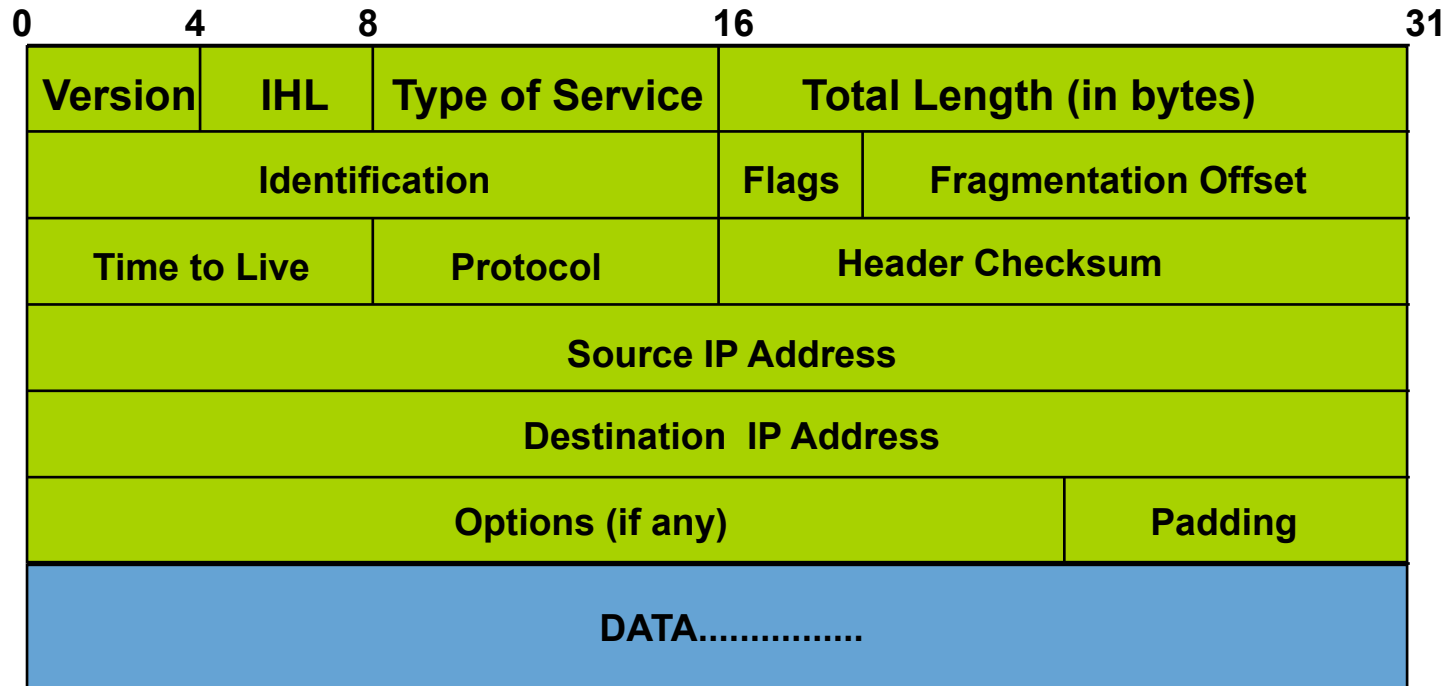 0 4 8 16 31
Version IHL Type of Service Total Length (in bytes)
Identification Flags Fragmentation Offset
Time to Live Protocol Header Checksum
Source IP Address
Destination IP Address
Options (if any) Padding
DATA................